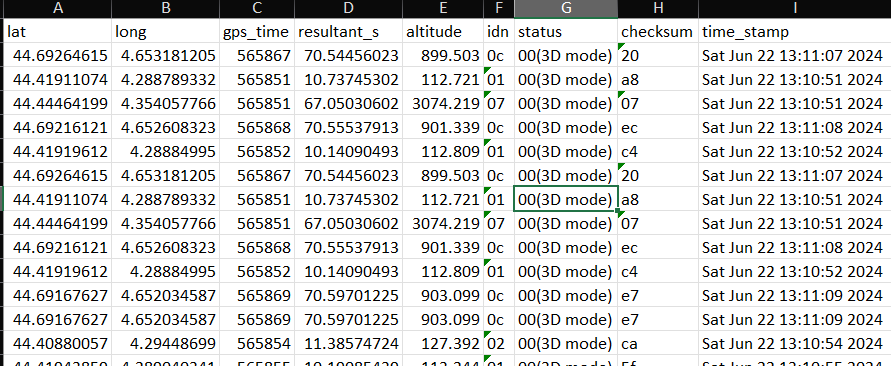 A B C D E F G H I
lat long gps_time resultant_s altitude idn status checksum time_stamp
44.69264615 4.653181205 565867 70.54456023 899.503 0c 00(3D mode) 20 Sat Jun 22 13:11:07 2024
44.41911074 4.288789332 565851 10.73745302 112.721 01 00(3D mode) a8 Sat Jun 22 13:10:51 2024
44.44464199 4.354057766 565851 67.05030602 3074.219 07 00(3D mode) 07 Sat Jun 22 13:10:51 2024
44.69216121 4.652608323 565868 70.55537913 901.339 0c 00(3D mode) ec Sat Jun 22 13:11:08 2024
44.41919612 4.28884995 565852 10.14090493 112.809 01 00(3D mode) c4 Sat Jun 22 13:10:52 2024
44.69264615 4.653181205 565867 70.54456023 899.503 0c 00(3D mode) 20 Sat Jun 22 13:11:07 2024
44.41911074 4.288789332 565851 10.73745302 112.721 01 00(3D mode) a8 Sat Jun 22 13:10:51 2024
44.44464199 4.354057766 565851 67.05030602 3074.219 07 00(3D mode) 07 Sat Jun 22 13:10:51 2024
44.69216121 4.652608323 565868 70.55537913 901.339 0c 00(3D mode) ec Sat Jun 22 13:11:08 2024
44.41919612 4.28884995 565852 10.14090493 112.809 01 00(3D mode) c4 Sat Jun 22 13:10:52 2024
44.69167627 4.652034587 565869 70.59701225 903.099 0c 00(3D mode) e7 Sat Jun 22 13:11:09 2024
44.69167627 4.652034587 565869 70.59701225 903.099 0c 00(3D mode) e7 Sat Jun 22 13:11:09 2024
44.40880057 4.29448699 565854 11.38574724 127.392 02 00(3D mode) ca Sat Jun 22 13:10:54 2024